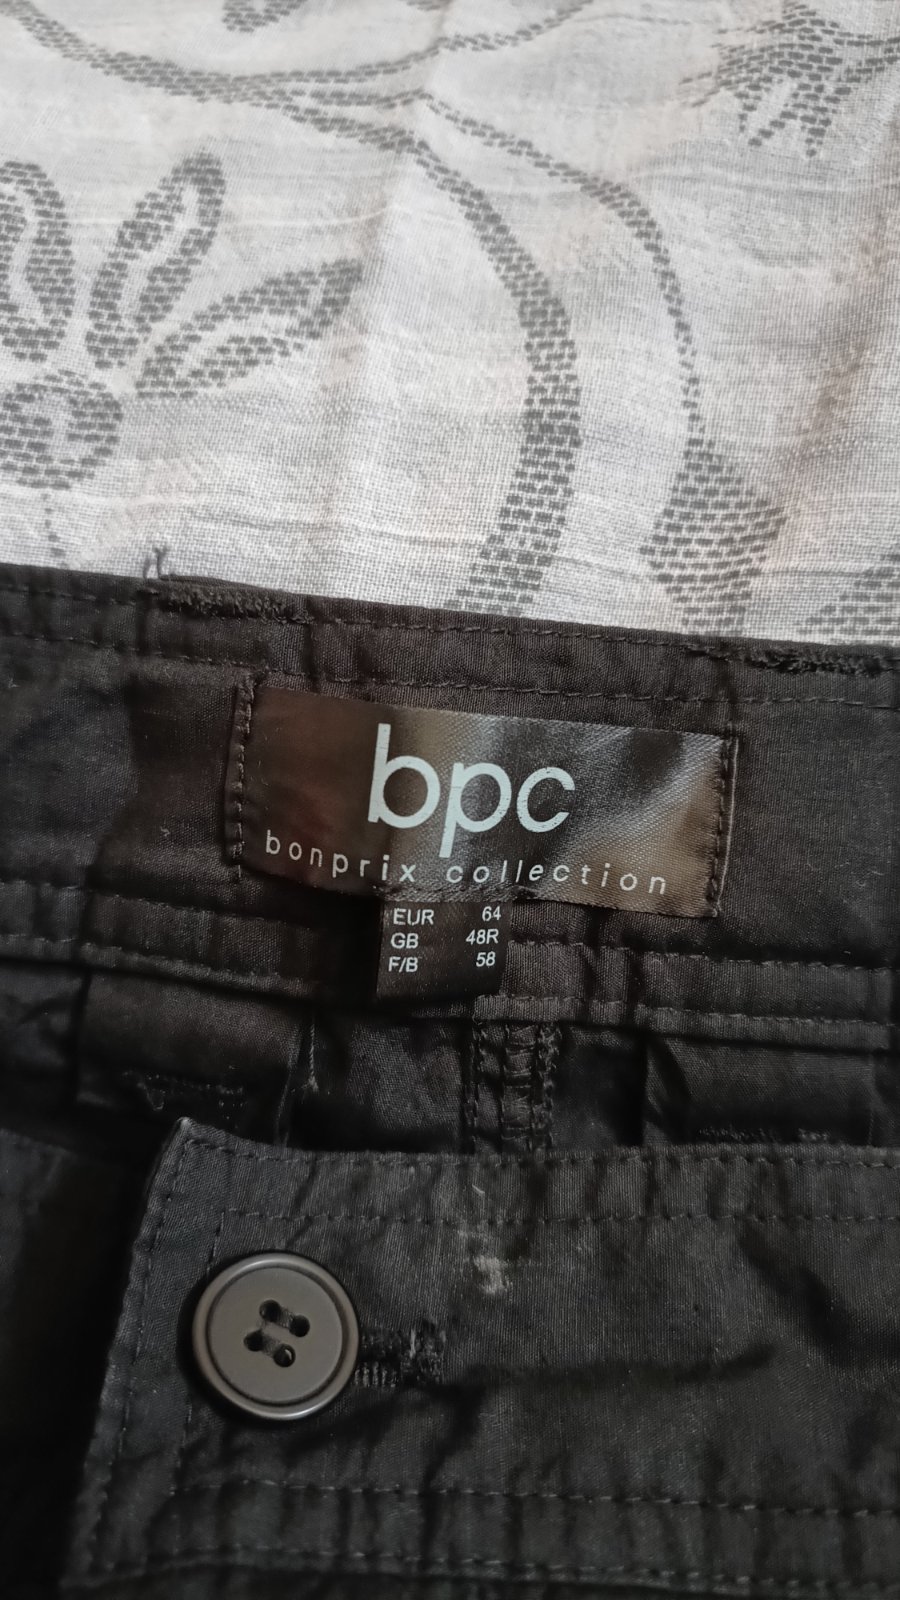 bpc
bonprix collection
EUR 64
GB 48R
F/B 58